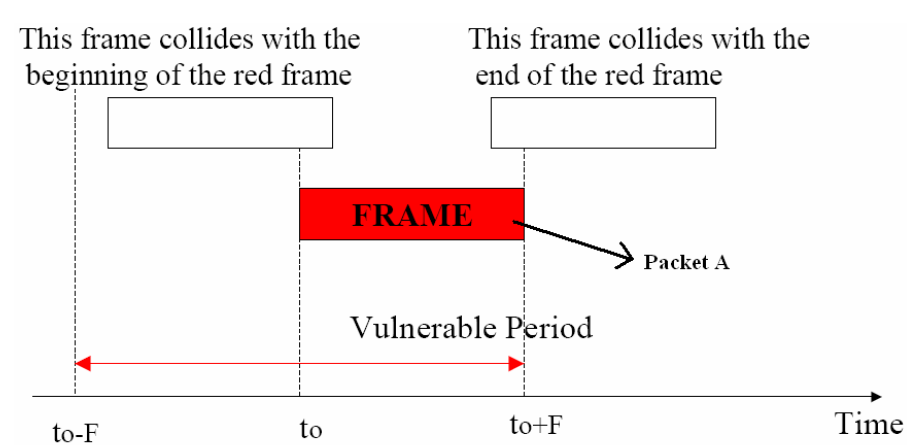 This frame collides with the
beginning of the red frame
This frame collides with the
end of the red frame
FRAME
Packet A
Vulnerable Period
to-F
to
to+F
Time